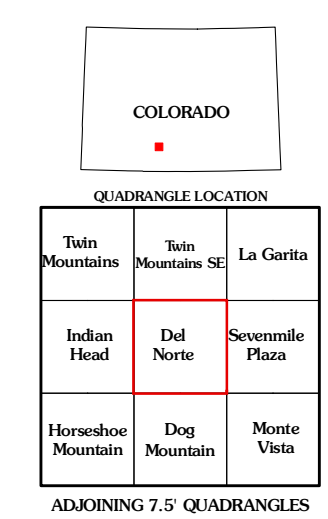 COLORADO
QUADRANGLE LOCATION
Twin
Mountains
Twin
Mountains SE
La Garita
Indian
Head
Del
Norte
Sevenmile
Plaza
Horseshoe
Mountain
Dog
Mountain
Monte
Vista
ADJOINING 7.5' QUADRANGLES